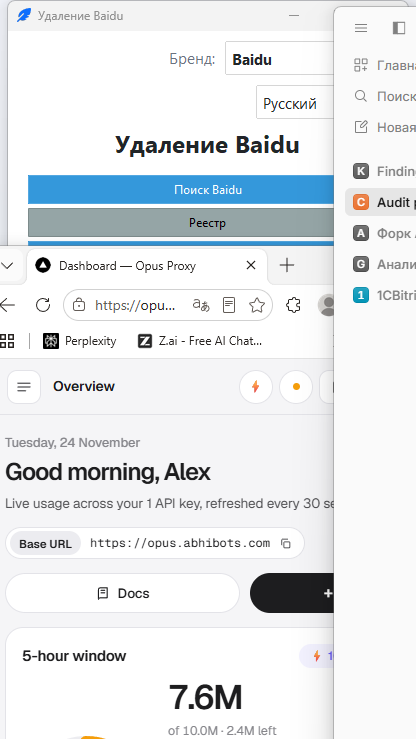 Удаление Baidu
Бренд:
Baidu
Русский
Удаление Baidu
Поиск Baidu
Реестр
Dashboard — Opus Proxy
https://opu...
Perplexity
Z.ai - Free AI Chat...
Overview
Tuesday, 24 November
Good morning, Alex
Live usage across your 1 API key, refreshed every 30 se
Base URL
https://opus.abhibots.com
Docs
+
5-hour window
7.6M
of 10.0M · 2.4M left
Главн
Поиск
Новая
K Findin
C Audit p
A Форк
G Анали
1 1CBitri